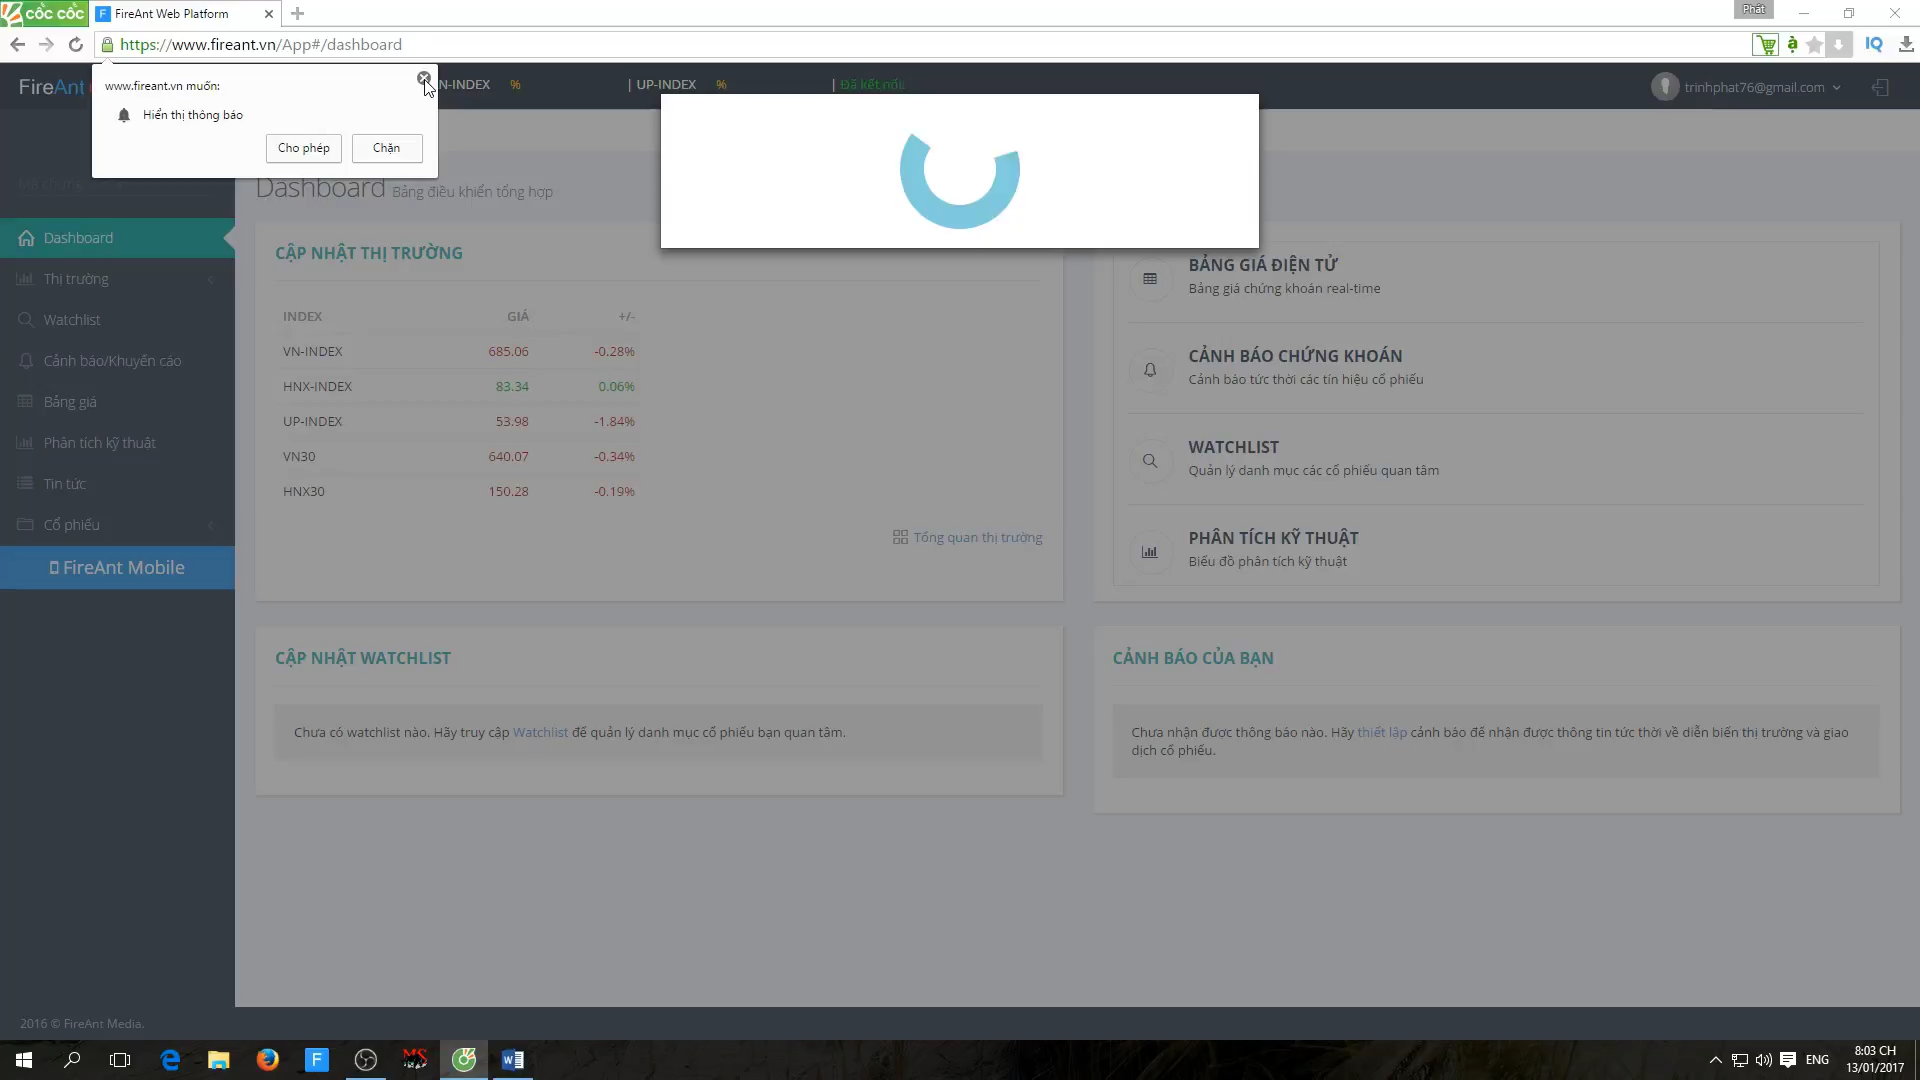 cốc cốc
FireAnt Web Platform
Phát
https://www.fireant.vn/App#/dashboard
IQ
FireAnt
www.fireant.vn muốn:
Hiển thị thông báo
Cho phép
Chặn
N-INDEX %
| UP-INDEX %
| Đã kết nối
trinhphat76@gmail.com
Dashboard Bảng điều khiển tổng hợp
Dashboard
Thị trường
Watchlist
Cảnh báo/Khuyến cáo
Bảng giá
Phân tích kỹ thuật
Tin tức
Cổ phiếu
FireAnt Mobile
CẬP NHẬT THỊ TRƯỜNG
INDEX GIÁ +/-
VN-INDEX 685.06 -0.28%
HNX-INDEX 83.34 0.06%
UP-INDEX 53.98 -1.84%
VN30 640.07 -0.34%
HNX30 150.28 -0.19%
Tổng quan thị trường
BẢNG GIÁ ĐIỆN TỬ
Bảng giá chứng khoán real-time
CẢNH BÁO CHỨNG KHOÁN
Cảnh báo tức thời các tín hiệu cổ phiếu
WATCHLIST
Quản lý danh mục các cổ phiếu quan tâm
PHÂN TÍCH KỸ THUẬT
Biểu đồ phân tích kỹ thuật
CẬP NHẬT WATCHLIST
Chưa có watchlist nào. Hãy truy cập Watchlist để quản lý danh mục cổ phiếu bạn quan tâm.
CẢNH BÁO CỦA BẠN
Chưa nhận được thông báo nào. Hãy thiết lập cảnh báo để nhận được thông tin tức thời về diễn biến thị trường và giao
dịch cổ phiếu.
2016 © FireAnt Media.
ENG
8:03 CH
13/01/2017